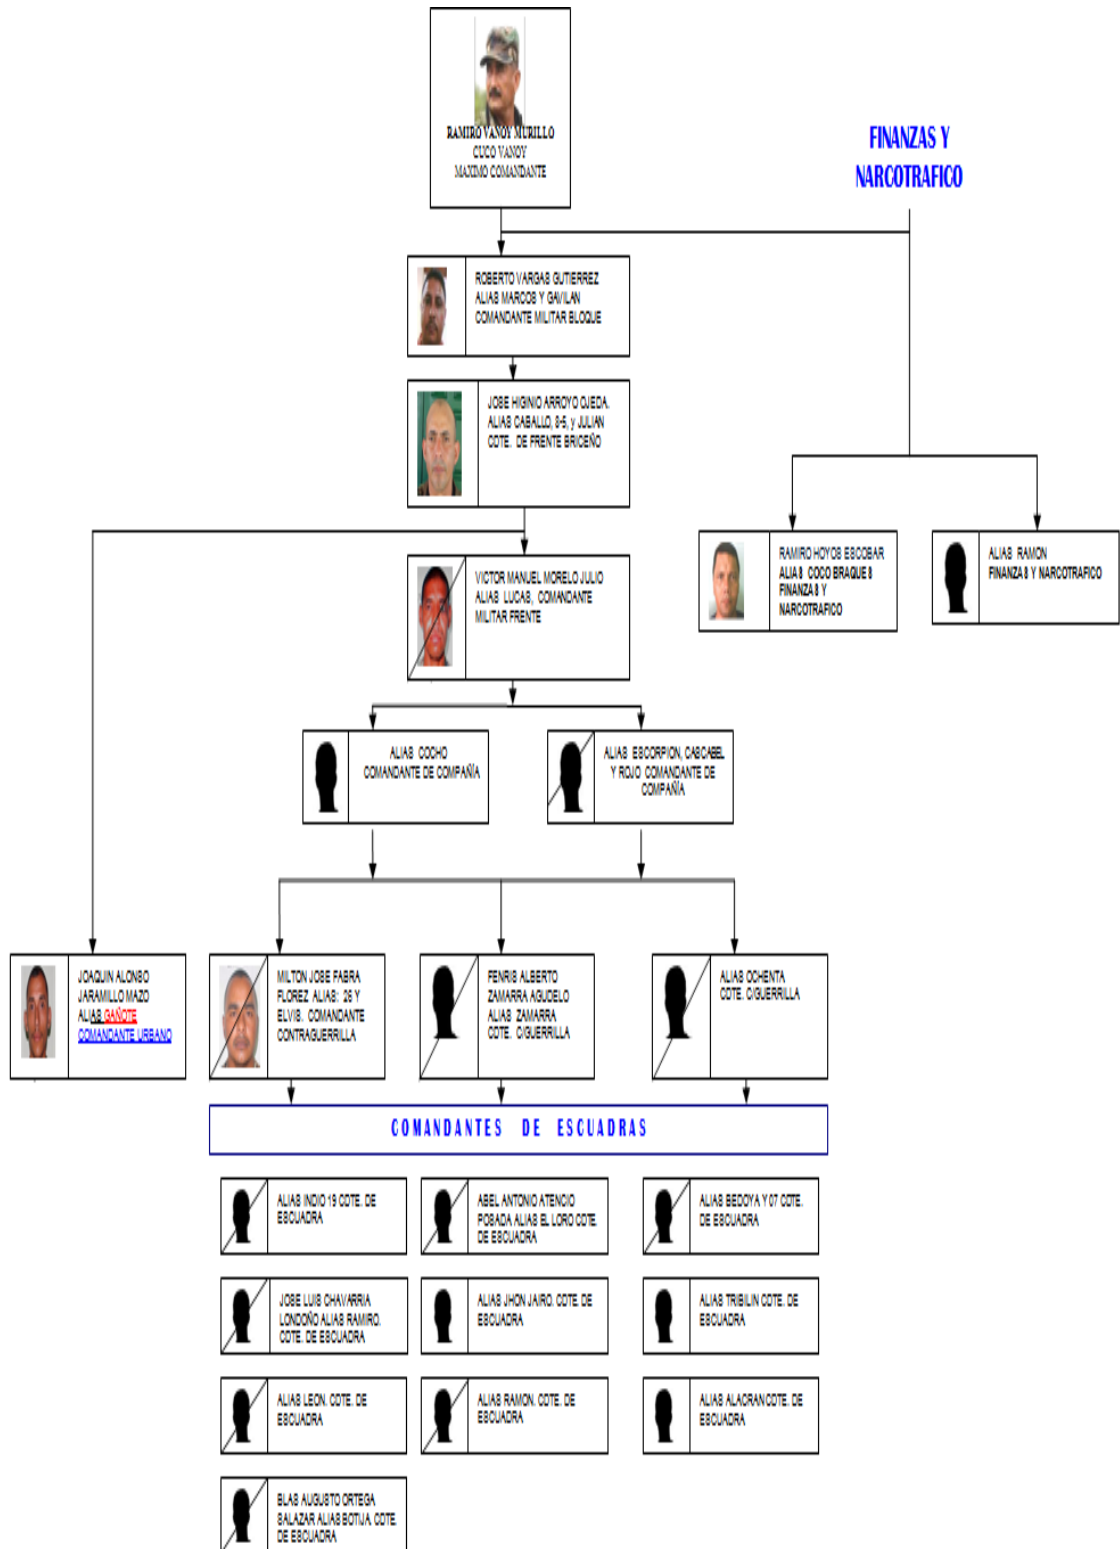 RAMIRO VANOY MURILLO
CUCO VANOY
MAXIMO COMANDANTE
FINANZAS Y
NARCOTRAFICO
ROBERTO VARGAS GUTIERREZ
ALIAS MARCOS Y GAVILAN
COMANDANTE MILITAR BLOQUE
JOSE HIGINIO ARROYO OJEDA.
ALIAS CABALLO, 8-5, y JULIAN
CDTE. DE FRENTE BRICEÑO
RAMIRO HOYOS ESCOBAR
ALIAS COCO BRAQUES
FINANZAS Y
NARCOTRAFICO
ALIAS RAMON
FINANZAS Y NARCOTRAFICO
VICTOR MANUEL MORELO JULIO
ALIAS LUCAS, COMANDANTE
MILITAR FRENTE
ALIAS COCHO
COMANDANTE DE COMPAÑÍA
ALIAS ESCORPION, CASCABEL
Y ROJO COMANDANTE DE
COMPAÑÍA
JOAQUIN ALONSO
JARAMILLO MAZO
ALIAS GAÑOTE
COMANDANTE URBANO
MILTON JOSE FABRA
FLOREZ ALIAS: 26 Y
ELVIS. COMANDANTE
CONTRAGUERRILLA
FENRIS ALBERTO
ZAMARRA AGUDELO
ALIAS ZAMARRA
CDTE. C/GUERRILLA
ALIAS OCHENTA
CDTE. C/GUERRILLA
COMANDANTES DE ESCUADRAS
ALIAS INDIO 19 CDTE. DE
ESCUADRA
ABEL ANTONIO ATENCIO
POSADA ALIAS EL LORO CDTE.
DE ESCUADRA
ALIAS BEDOYA Y 07 CDTE.
DE ESCUADRA
JOSE LUIS CHAVARRIA
LONDOÑO ALIAS RAMIRO.
CDTE. DE ESCUADRA
ALIAS JHON JAIRO. CDTE. DE
ESCUADRA
ALIAS TRIBILIN CDTE. DE
ESCUADRA
ALIAS LEON. CDTE. DE
ESCUADRA
ALIAS RAMON. CDTE. DE
ESCUADRA
ALIAS ALACRAN CDTE. DE
ESCUADRA
BLAS AUGUSTO ORTEGA
SALAZAR ALIAS BOTIJA. CDTE.
DE ESCUADRA